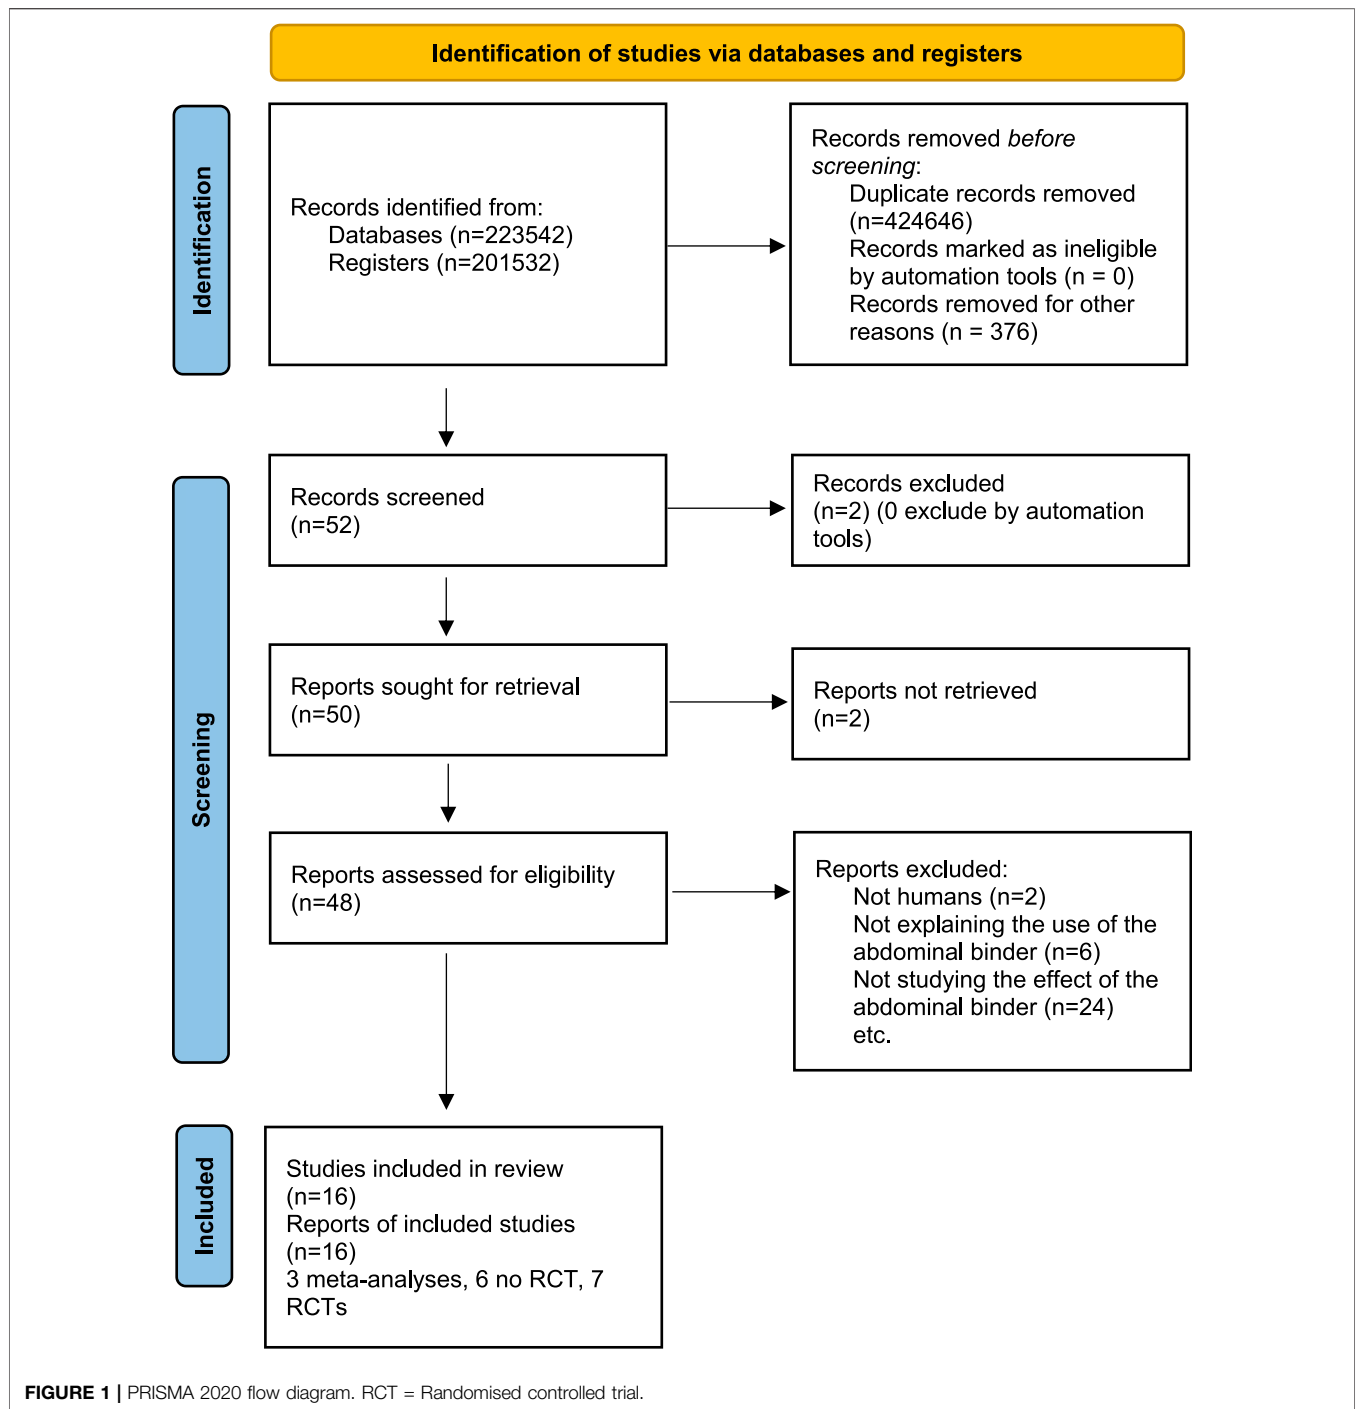 Identification of studies via databases and registers
Identification
Records identified from:
Databases (n=223542)
Registers (n=201532)
Records removed before
screening:
Duplicate records removed
(n=424646)
Records marked as ineligible
by automation tools (n = 0)
Records removed for other
reasons (n = 376)
Screening
Records screened
(n=52)
Records excluded
(n=2) (0 exclude by automation
tools)
Reports sought for retrieval
(n=50)
Reports not retrieved
(n=2)
Reports assessed for eligibility
(n=48)
Reports excluded:
Not humans (n=2)
Not explaining the use of the
abdominal binder (n=6)
Not studying the effect of the
abdominal binder (n=24)
etc.
Included
Studies included in review
(n=16)
Reports of included studies
(n=16)
3 meta-analyses, 6 no RCT, 7
RCTs
FIGURE 1 | PRISMA 2020 flow diagram. RCT = Randomised controlled trial.